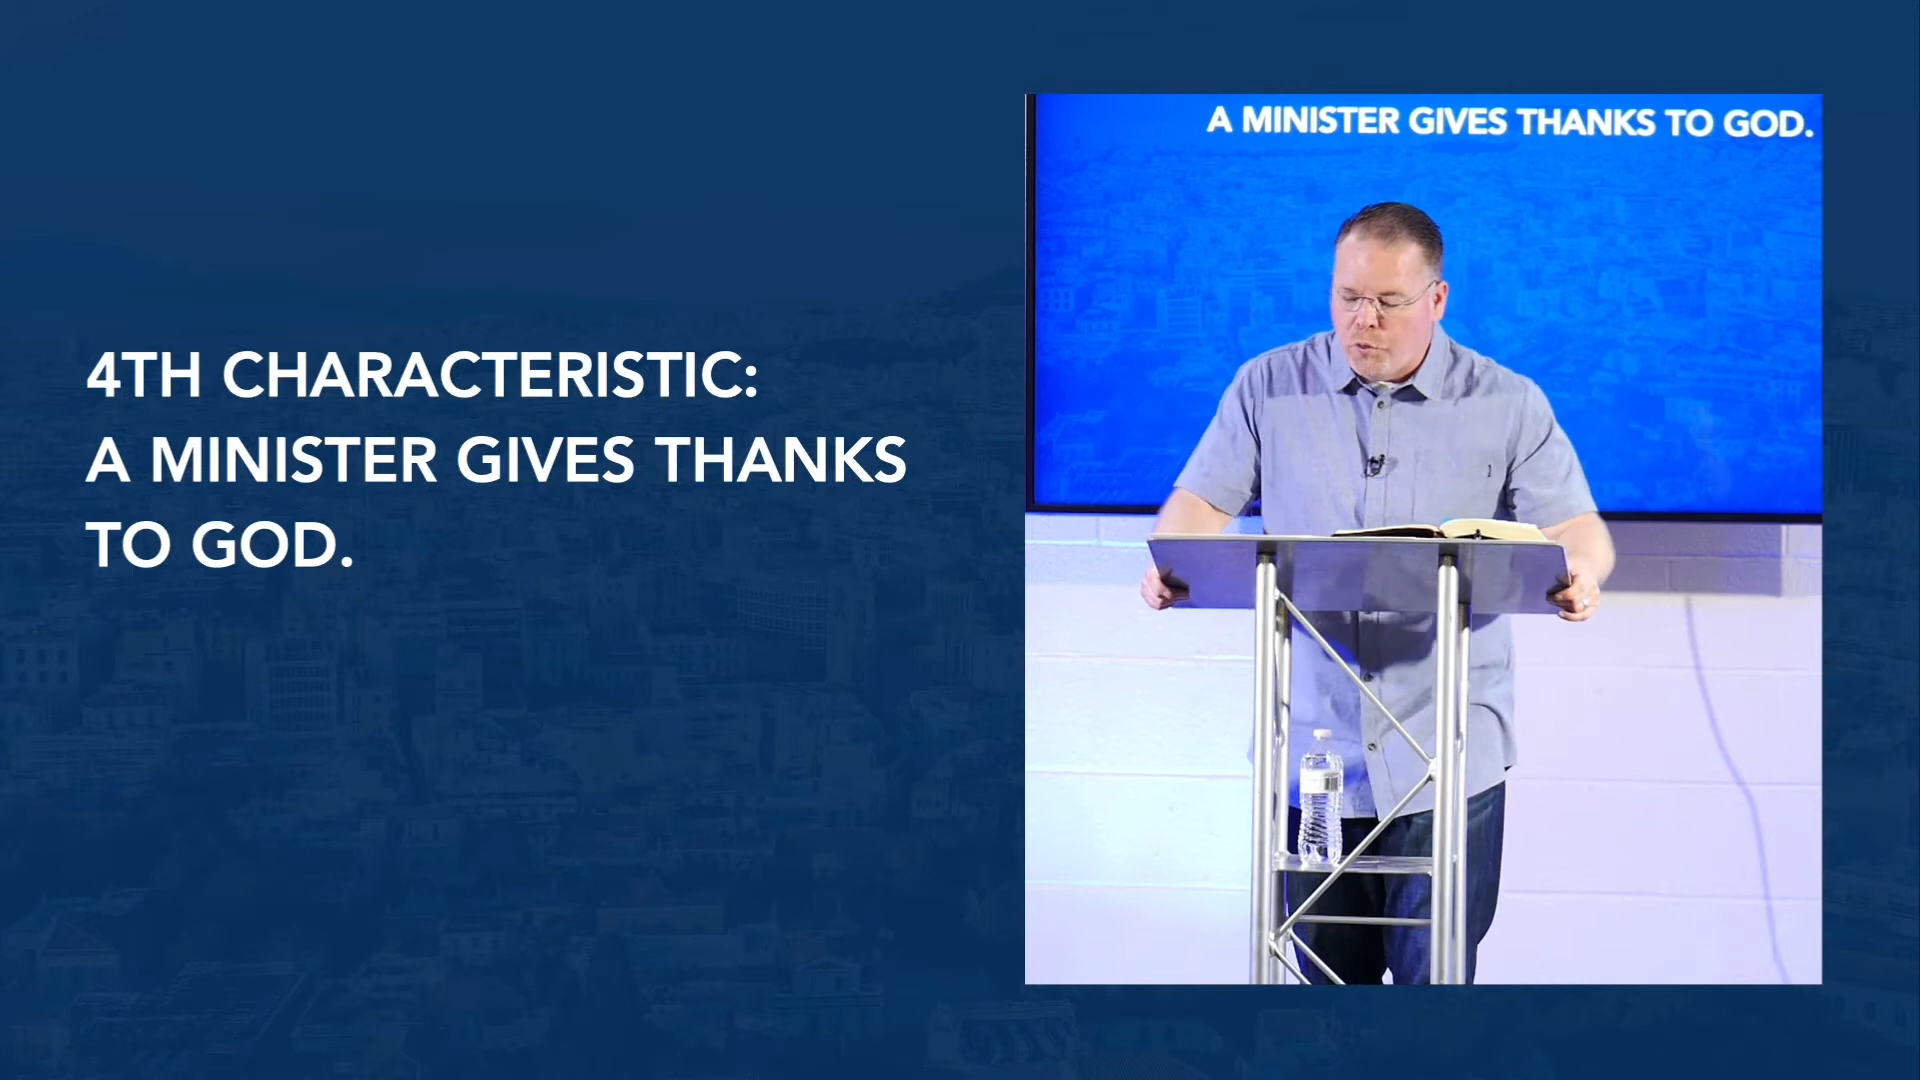 4TH CHARACTERISTIC:
A MINISTER GIVES THANKS
TO GOD.
A MINISTER GIVES THANKS TO GOD.